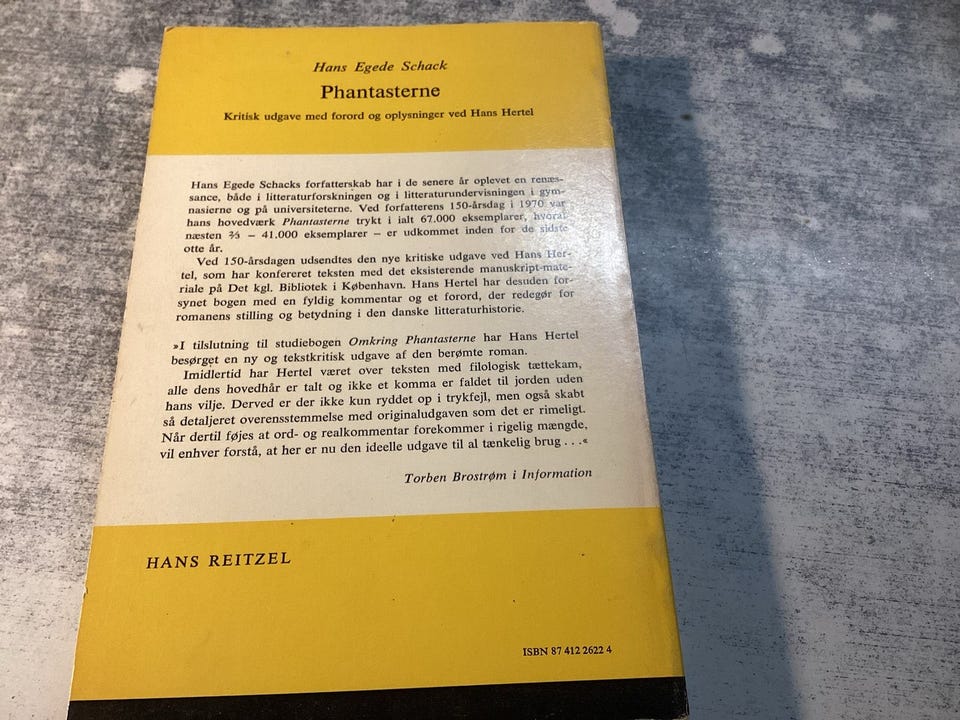 Hans Egede Schack
Phantasterne
Kritisk udgave med forord og oplysninger ved Hans Hertel
Hans Egede Schacks forfatterskab har i de senere år oplevet en renæs-
sance, både i litteraturforskningen og i litteraturundervisningen i gym-
nasierne og på universiteterne. Ved forfatterens 150-årsdag i 1970 var
hans hovedværk Phantasterne trykt i ialt 67.000 eksemplarer, hvoraf
næsten ⅔ – 41.000 eksemplarer – er udkommet inden for de sidste
otte år.
Ved 150-årsdagen udsendtes den nye kritiske udgave ved Hans Her-
tel, som har konfereret teksten med det eksisterende manuskript-mate-
riale på Det kgl. Bibliotek i København. Hans Hertel har desuden for-
synet bogen med en fyldig kommentar og et forord, der redegør for
romanens stilling og betydning i den danske litteraturhistorie.
»I tilslutning til studiebogen Omkring Phantasterne har Hans Hertel
besørget en ny og tekstkritisk udgave af den berømte roman.
Imidlertid har Hertel været over teksten med filologisk tættekam,
alle dens hovedhår er talt og ikke et komma er faldet til jorden uden
hans vilje. Derved er der ikke kun ryddet op i trykfejl, men også skabt
så detaljeret overensstemmelse med originaludgaven som det er rimeligt.
Når dertil føjes at ord- og realkommentar forekommer i rigelig mængde,
vil enhver forstå, at her er nu den ideelle udgave til al tænkelig brug . . .«
Torben Brostrøm i Information
HANS REITZEL
ISBN 87 412 2622 4